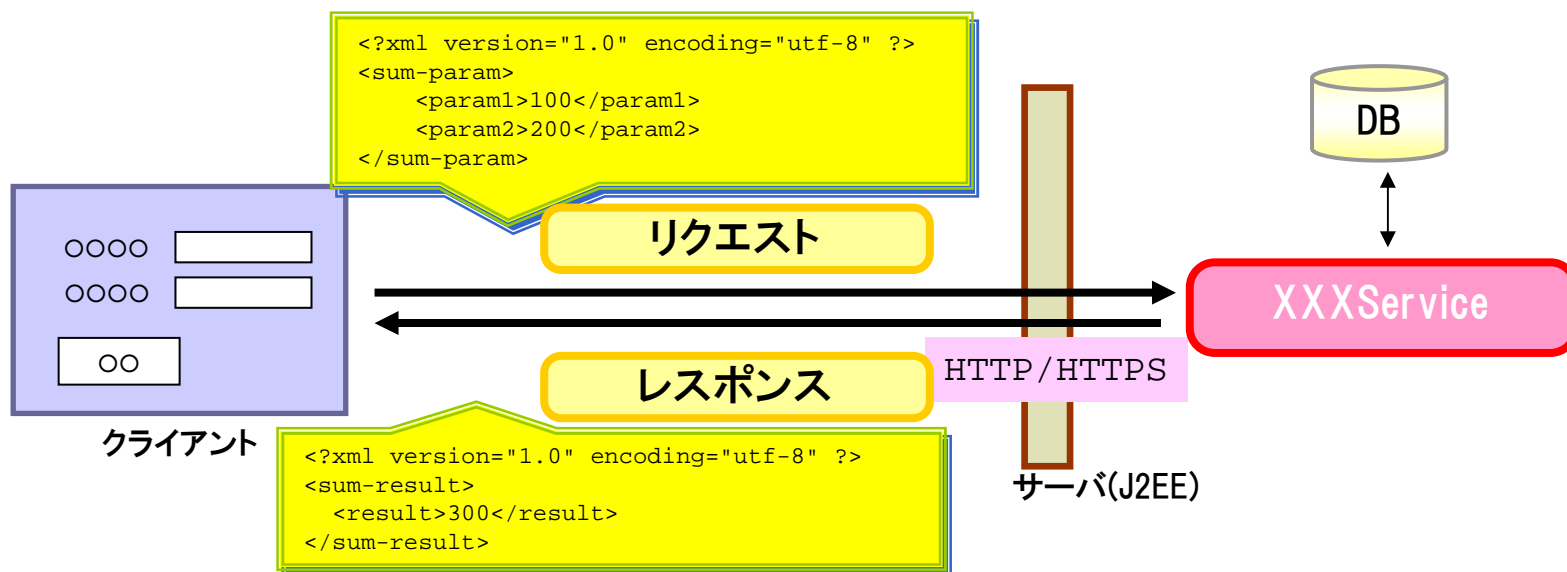 <?xml version="1.0" encoding="utf-8" ?>
<sum-param>
    <param1>100</param1>
    <param2>200</param2>
</sum-param>
DB
リクエスト
○○○○
○○○○
○○
XXXService
レスポンス
HTTP/HTTPS
クライアント
<?xml version="1.0" encoding="utf-8" ?>
<sum-result>
  <result>300</result>
</sum-result>
サーバ(J2EE)